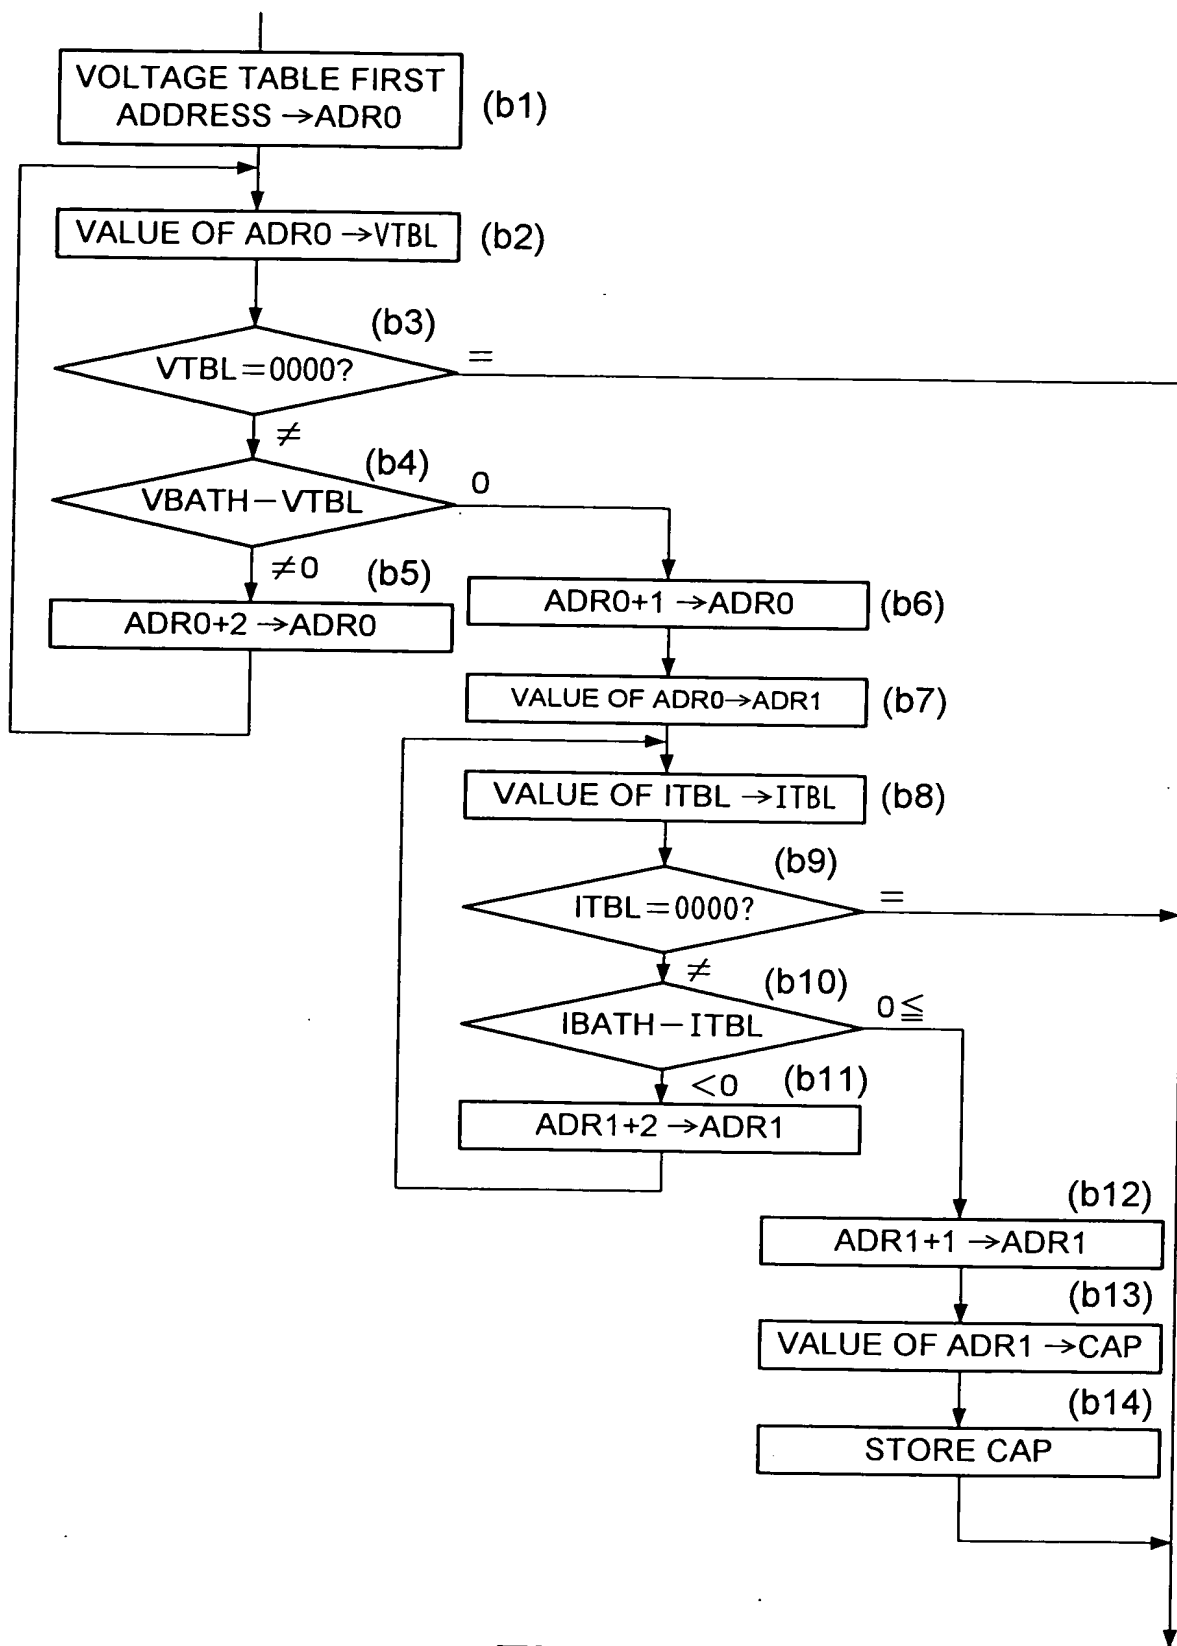 VOLTAGE TABLE FIRST
ADDRESS →ADR0
(b1)
VALUE OF ADR0 →VTBL
(b2)
(b3)
VTBL=0000?
=
≠
(b4)
VBATH−VTBL
0
≠0
(b5)
ADR0+2 →ADR0
ADR0+1 →ADR0
(b6)
VALUE OF ADR0→ADR1
(b7)
VALUE OF ITBL →ITBL
(b8)
(b9)
ITBL=0000?
=
≠
(b10)
IBATH−ITBL
0≦
<0
(b11)
ADR1+2 →ADR1
(b12)
ADR1+1 →ADR1
(b13)
VALUE OF ADR1 →CAP
(b14)
STORE CAP